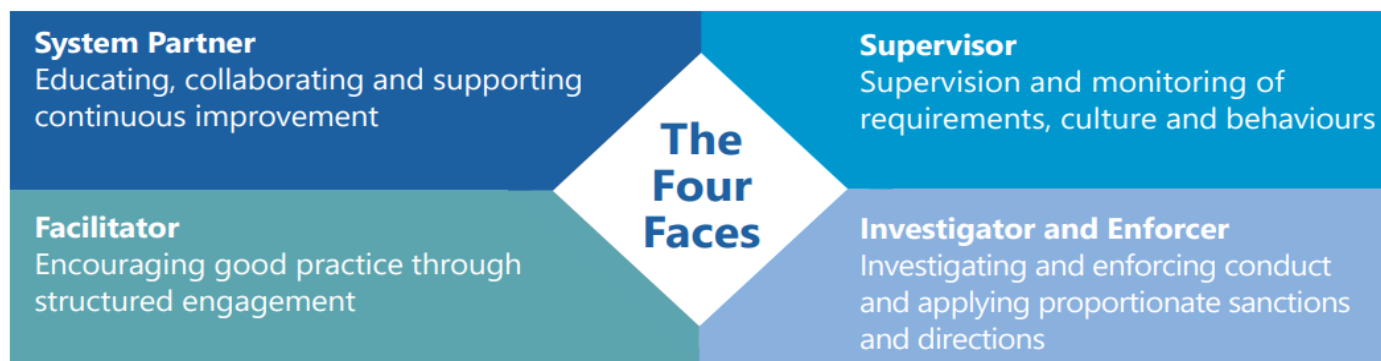 System Partner
Educating, collaborating and supporting
continuous improvement
Supervisor
Supervision and monitoring of
requirements, culture and behaviours
The
Four
Faces
Facilitator
Encouraging good practice through
structured engagement
Investigator and Enforcer
Investigating and enforcing conduct
and applying proportionate sanctions
and directions